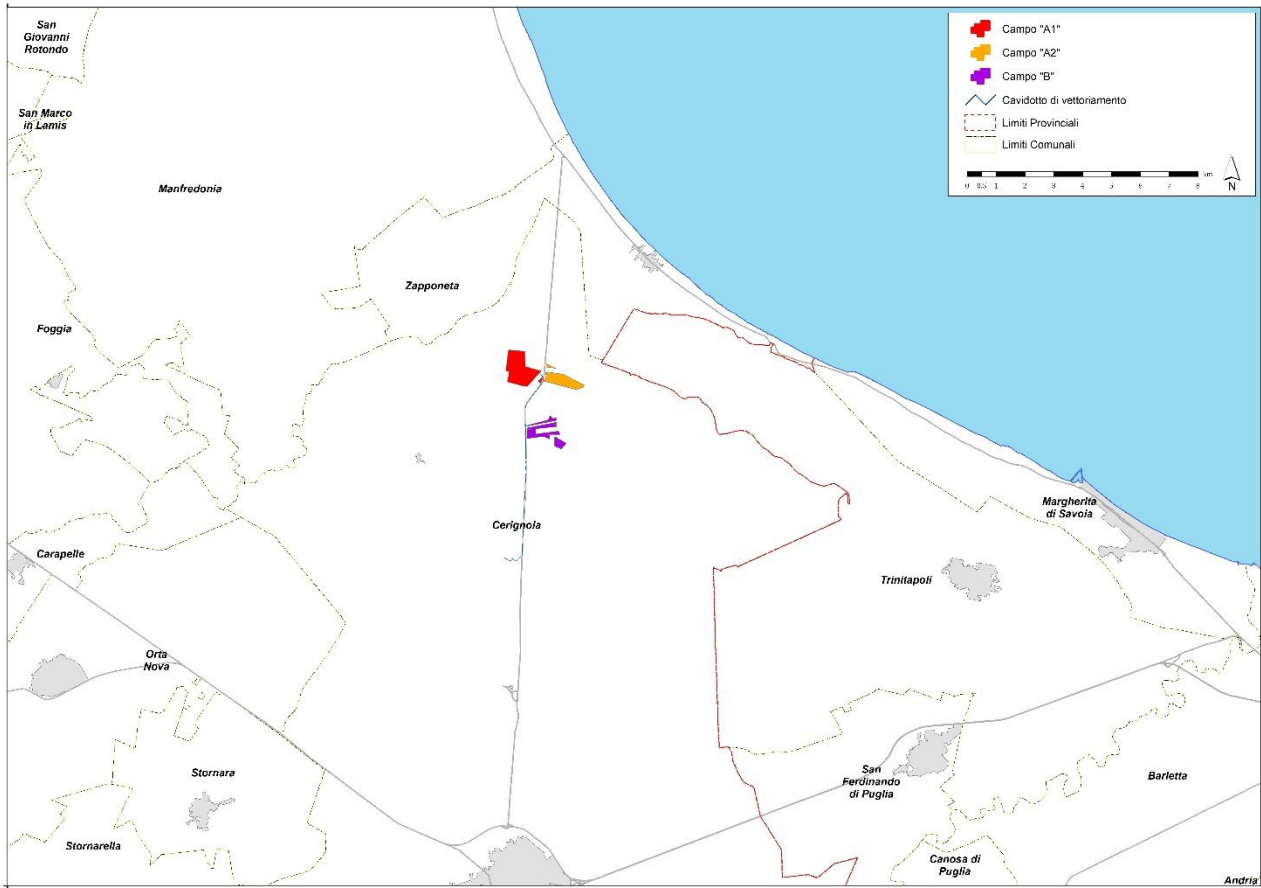 San
Giovanni
Rotondo
San Marco
in Lamis
Manfredonia
Zapponeta
Foggia
Cerignola
Carapelle
Orta
Nova
Stornara
Stornarella
Margherita
di Savoia
Trinitapoli
San
Ferdinando
di Puglia
Barletta
Canosa di
Puglia
Andria
Campo "A1"
Campo "A2"
Campo "B"
Cavidotto di vettoriamento
Limiti Provinciali
Limiti Comunali
0 0.5 1 2 3 4 5 6 7 8 km
N